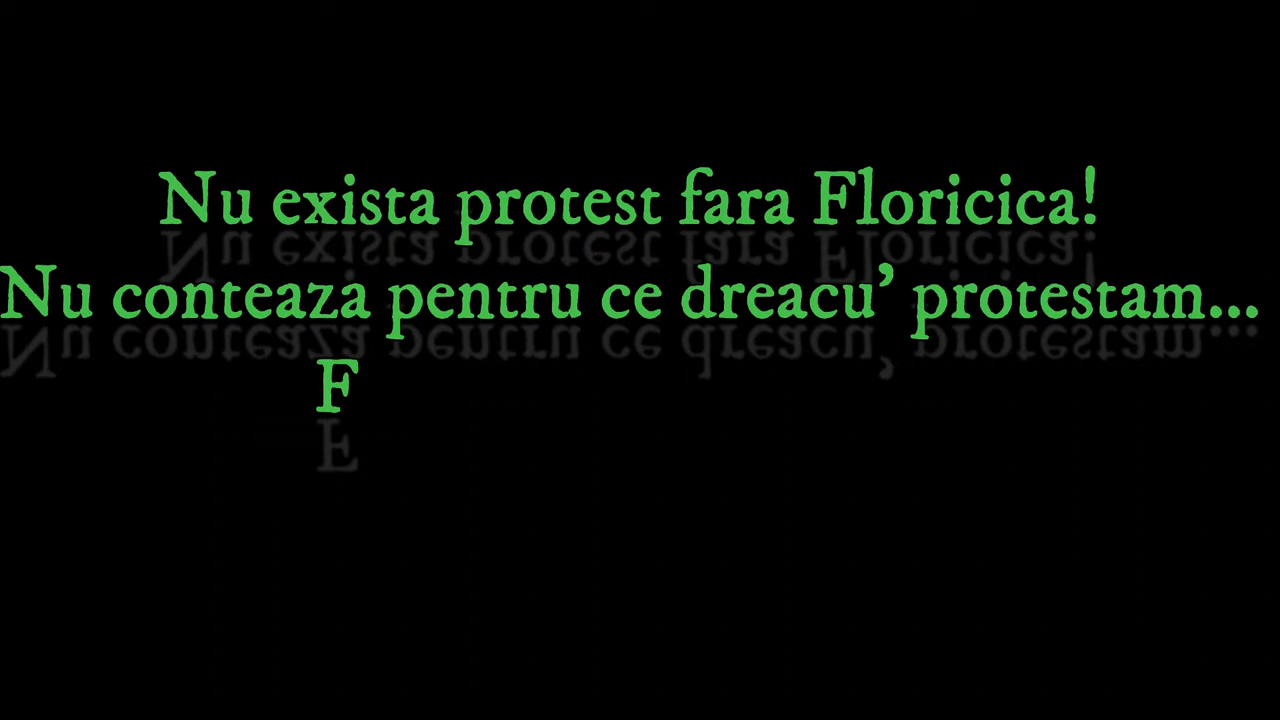 Nu exista protest fara Floricica!
Nu conteaza pentru ce dreacu’ protestam...
F